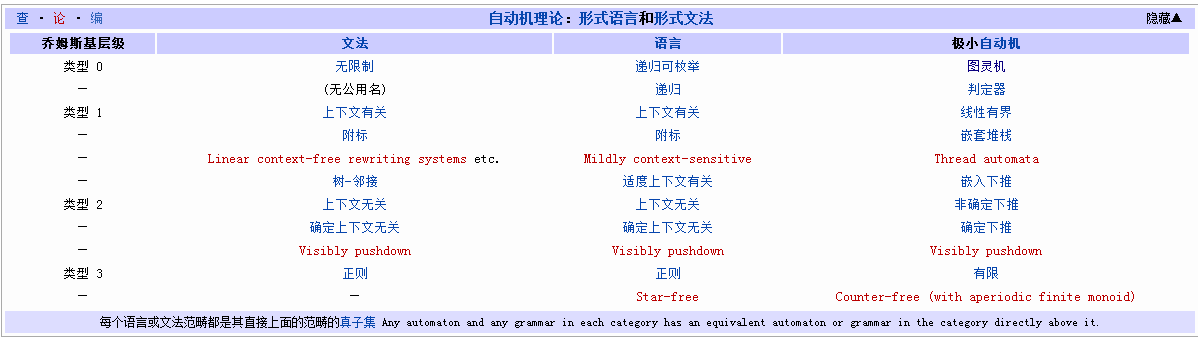 查 · 论 · 编 自动机理论：形式语言和形式文法 隐藏▲
乔姆斯基层级 文法 语言 极小自动机
类型 0 无限制 递归可枚举 图灵机
— (无公用名) 递归 判定器
类型 1 上下文有关 上下文有关 线性有界
— 附标 附标 嵌套堆栈
— Linear context-free rewriting systems etc. Mildly context-sensitive Thread automata
— 树-邻接 适度上下文有关 嵌入下推
类型 2 上下文无关 上下文无关 非确定下推
— 确定上下文无关 确定上下文无关 确定下推
— Visibly pushdown Visibly pushdown Visibly pushdown
类型 3 正则 正则 有限
— — Star-free Counter-free (with aperiodic finite monoid)
每个语言或文法范畴都是其直接上面的范畴的真子集 Any automaton and any grammar in each category has an equivalent automaton or grammar in the category directly above it.